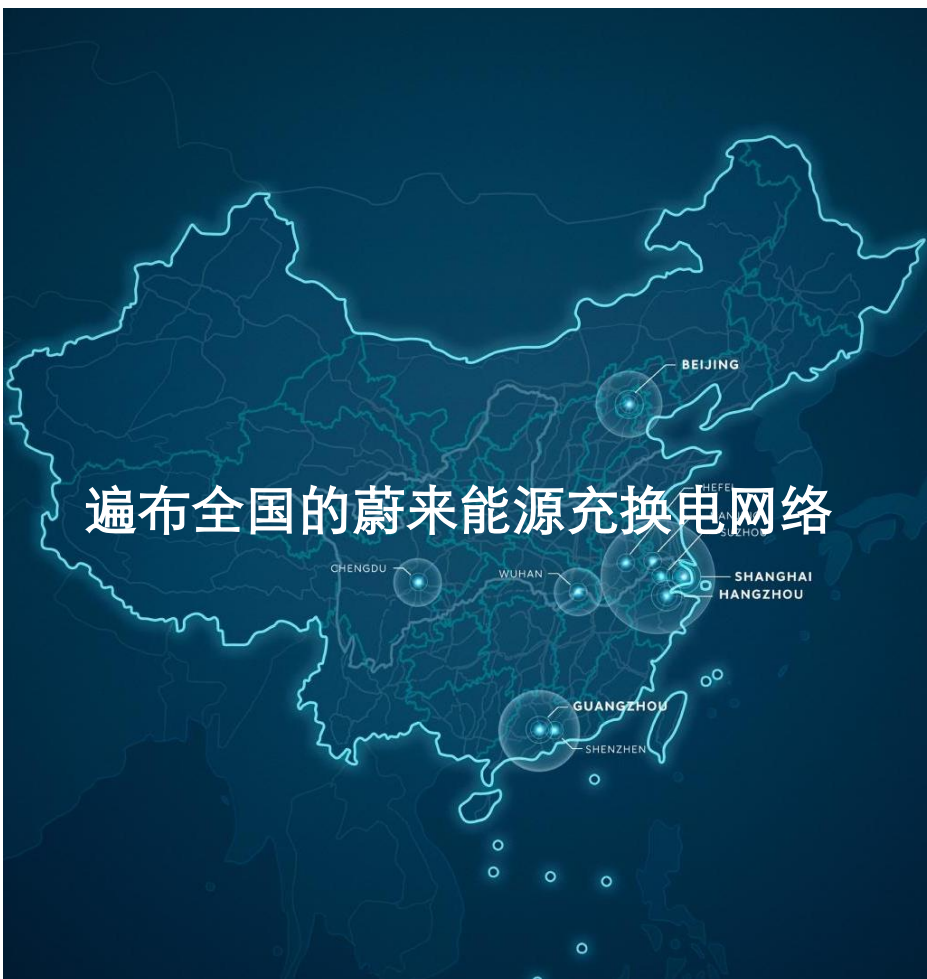 BEIJING
遍布全国的蔚来能源充换电网络
HEFEI
SUZHOU
CHENGDU
WUHAN
SHANGHAI
HANGZHOU
GUANGZHOU
SHENZHEN